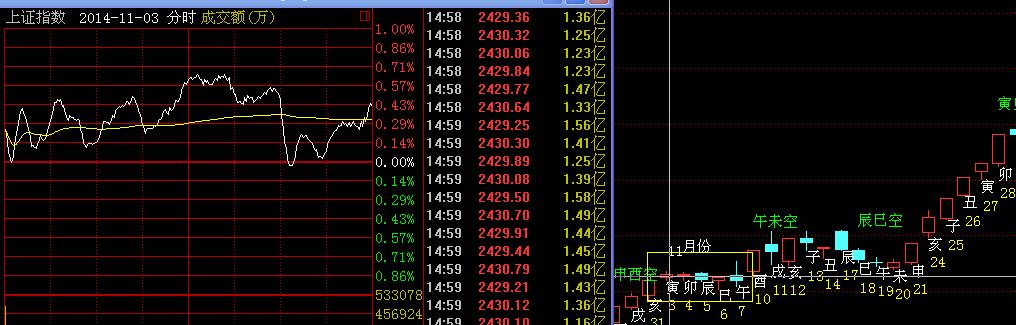 上证指数 2014-11-03 分时 成交额(万)
1.00%
0.86%
0.71%
0.57%
0.43%
0.29%
0.14%
0.00%
0.14%
0.29%
0.43%
0.57%
0.71%
0.86%
533078
456924
14:58 2429.36 1.36亿
14:58 2430.32 1.25亿
14:58 2430.06 1.23亿
14:58 2429.84 1.23亿
14:58 2429.77 1.47亿
14:58 2430.64 1.33亿
14:59 2429.25 1.56亿
14:59 2430.30 1.41亿
14:59 2429.89 1.25亿
14:59 2430.08 1.39亿
14:59 2429.50 1.58亿
14:59 2430.70 1.49亿
14:59 2429.91 1.44亿
14:59 2429.44 1.45亿
14:59 2430.79 1.49亿
14:59 2429.21 1.43亿
14:59 2430.12 1.36亿
14:59 2430.10 1.16亿
寅
卯
28
寅
27
丑
26
子
25
亥
24
午未空
辰巳空
11月份
申酉空
戌
31
寅 卯 辰 巳 午 酉 戌 亥 子 丑 辰 巳 午 未 申
3 4 5 6 7 10 11 12 13 14 17 18 19 20 21